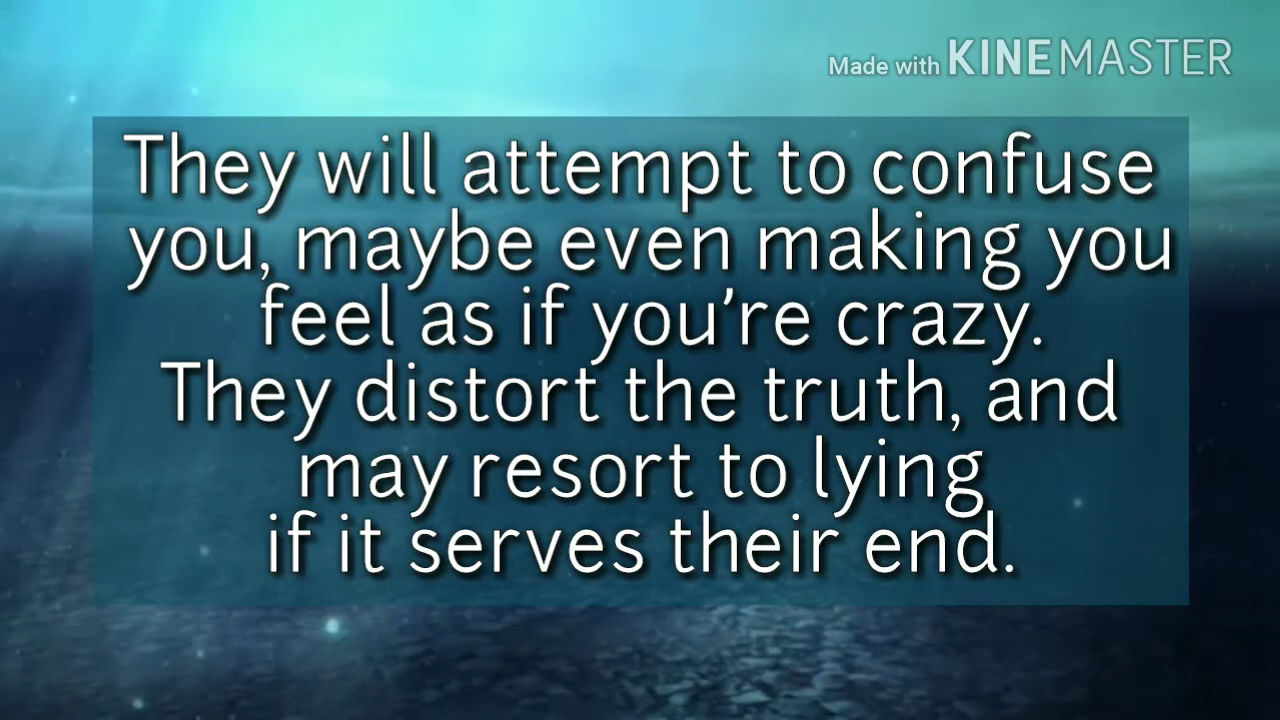 Made with KINEMASTER
They will attempt to confuse
you, maybe even making you
feel as if you're crazy.
They distort the truth, and
may resort to lying
if it serves their end.